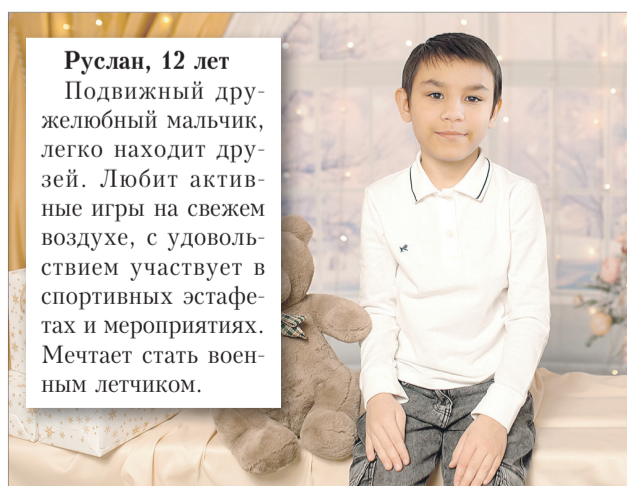 Руслан, 12 лет
Подвижный дру-
желюбный мальчик,
легко находит дру-
зей. Любит актив-
ные игры на свежем
воздухе, с удоволь-
ствием участвует в
спортивных эстафе-
тах и мероприятиях.
Мечтает стать воен-
ным летчиком.